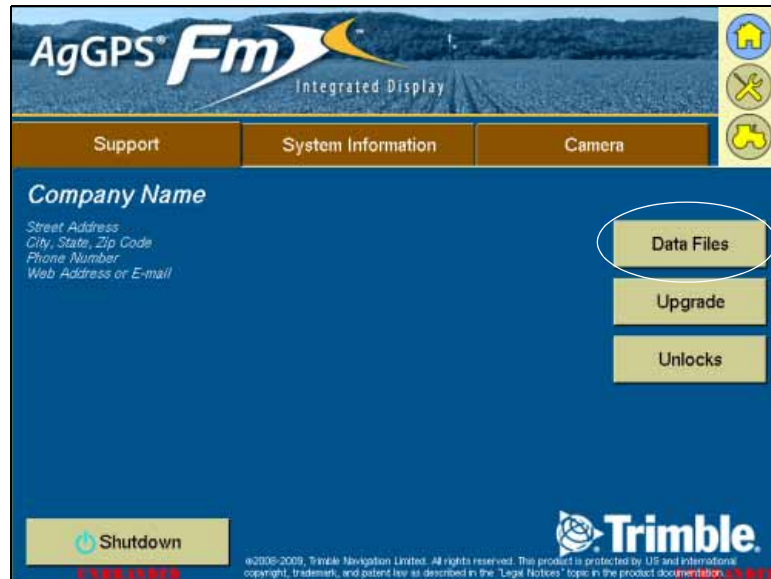 AgGPS® Fmx™
Integrated Display
Support
System Information
Camera
Company Name
Street Address
City, State, Zip Code
Phone Number
Web Address or E-mail
Data Files
Upgrade
Unlocks
Shutdown
Trimble.
©2008-2009, Trimble Navigation Limited. All rights reserved. This product is protected by US and international
copyright, trademark, and patent law as described in the "Legal Notices" topic in the product documentation.